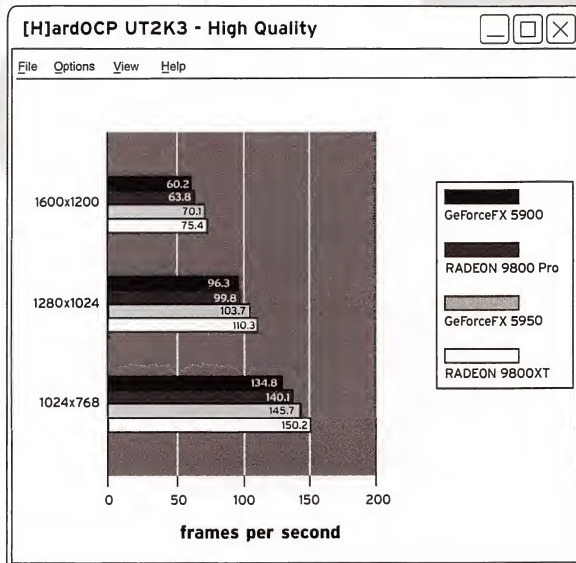 [H]ardOCP UT2K3 - High Quality
File Options View Help
1600x1200
60.2
63.8
70.1
75.4
1280x1024
96.3
99.8
103.7
110.3
1024x768
134.8
140.1
145.7
150.2
0 50 100 150 200
frames per second
GeForceFX 5900
RADEON 9800 Pro
GeForceFX 5950
RADEON 9800XT